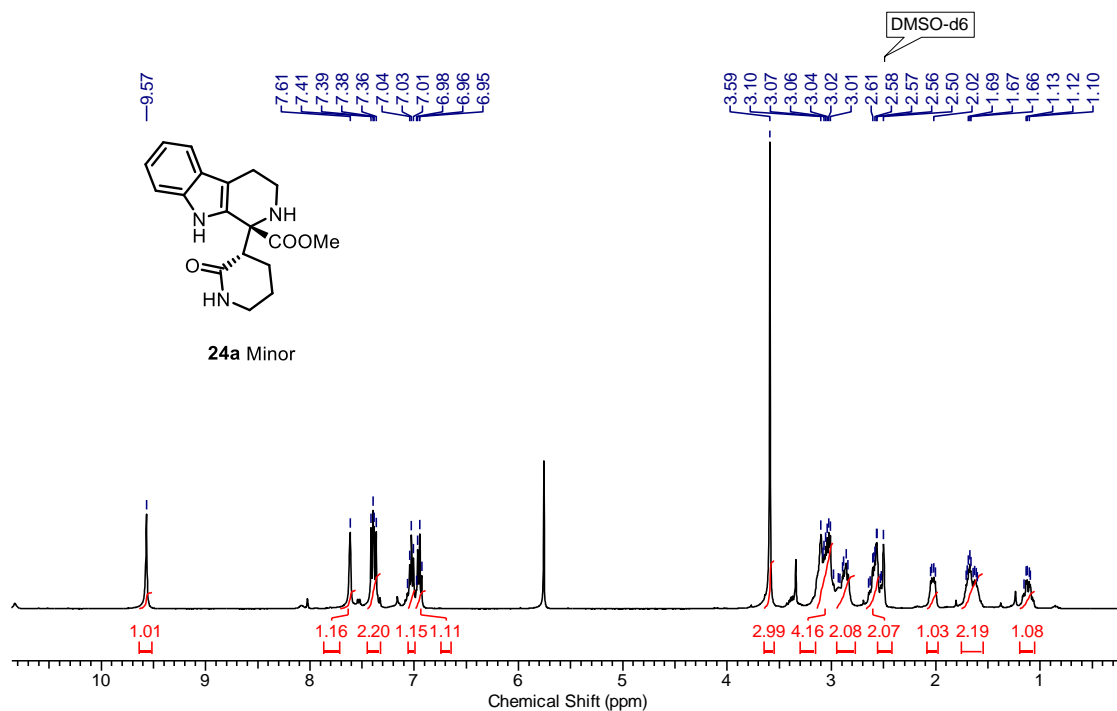 DMSO-d6
9.57
7.61
7.41
7.39
7.38
7.36
7.04
7.03
7.01
6.98
6.96
6.95
3.59
3.10
3.07
3.06
3.04
3.02
3.01
2.61
2.58
2.57
2.56
2.50
2.02
1.69
1.67
1.66
1.13
1.12
1.10
NH
N
H
COOMe
O
HN
24a Minor
1.01 1.16 2.20 1.15 1.11 2.99 4.16 2.08 2.07 1.03 2.19 1.08
10 9 8 7 6 5 4 3 2 1
Chemical Shift (ppm)